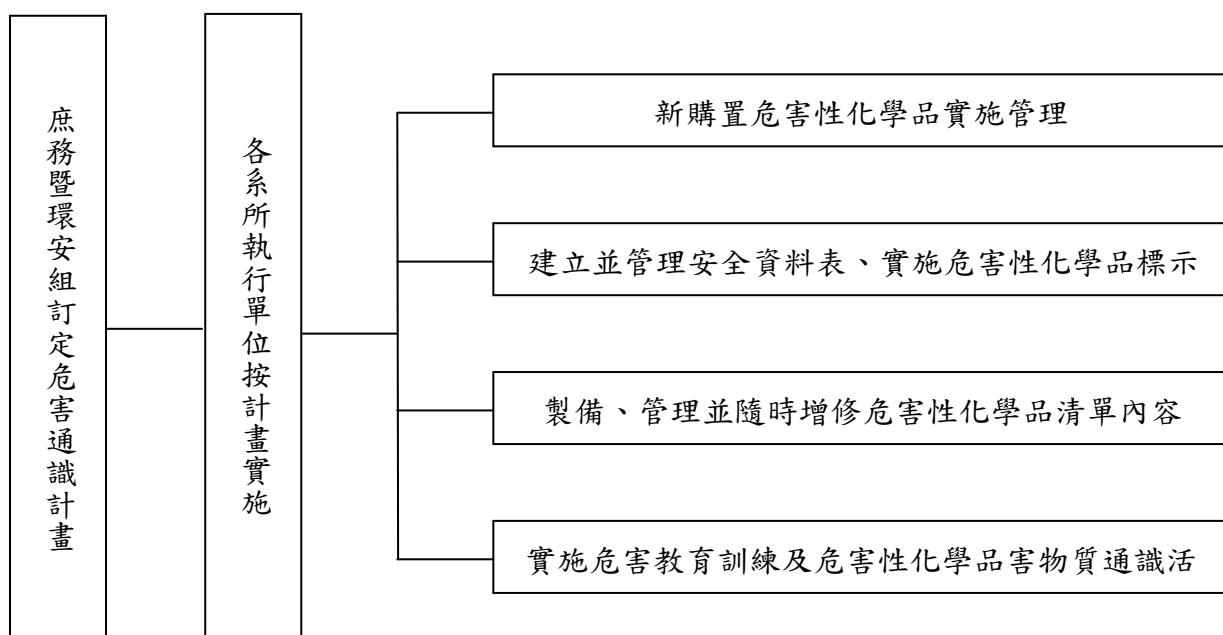 庶務暨環安組訂定危害通識計畫
各系所執行單位按計畫實施
新購置危害性化學品實施管理
建立並管理安全資料表、實施危害性化學品標示
製備、管理並隨時增修危害性化學品清單內容
實施危害教育訓練及危害性化學品害物質通識活